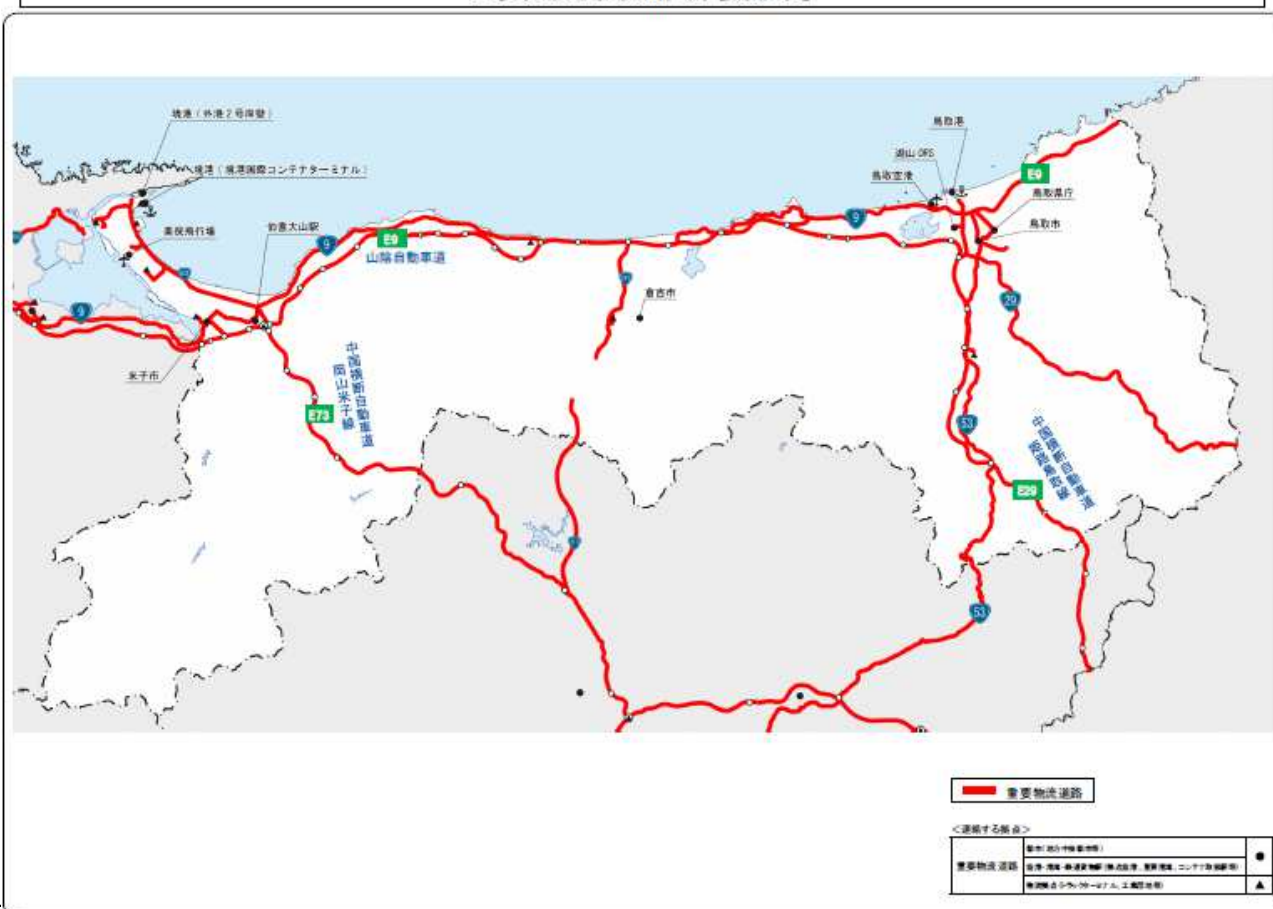 境港（外港２号岸壁）
境港（境港国際コンテナターミナル）
美保飛行場
伯耆大山駅
鳥取港
湖山 ORS
鳥取空港
鳥取県庁
鳥取市
E9
9
E9
山陰自動車道
9
9
倉吉市
米子市
29
中国横断自動車道
岡山米子線
E73
53
中国横断自動車道
姫路鳥取線
E29
53
重要物流道路
＜連絡する拠点＞
重要物流道路